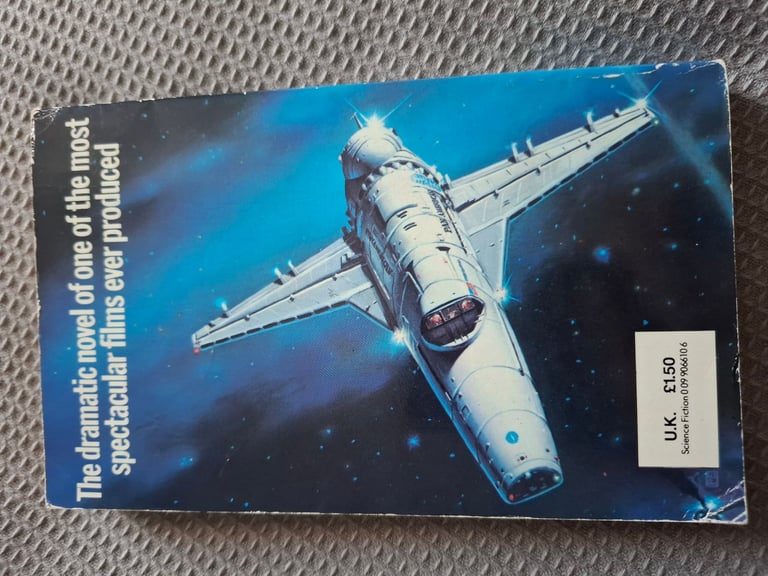 The dramatic novel of one of the most
spectacular films ever produced
U.K. £1.50
Science Fiction 0 09 906610 6